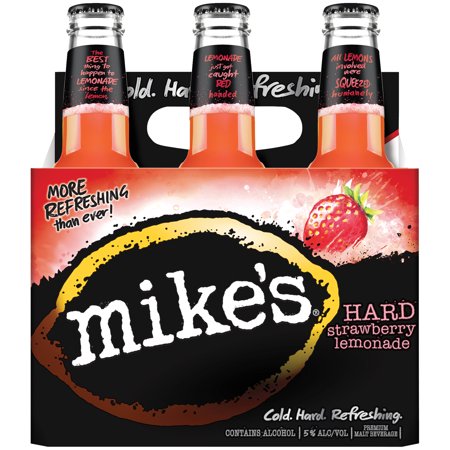 The
BEST
thing to
happen to
LEMONADE
since the
lemon.
LEMONADE
just got
caught
RED
handed
All LEMONS
involved
were
SQUEEZED
humanely
Cold. Hard. Refreshing.
MORE
REFRESHING
than ever!
mike's®
HARD
strawberry
lemonade
Cold. Hard. Refreshing.
CONTAINS ALCOHOL | 5% ALC/VOL | PREMIUM
MALT BEVERAGE